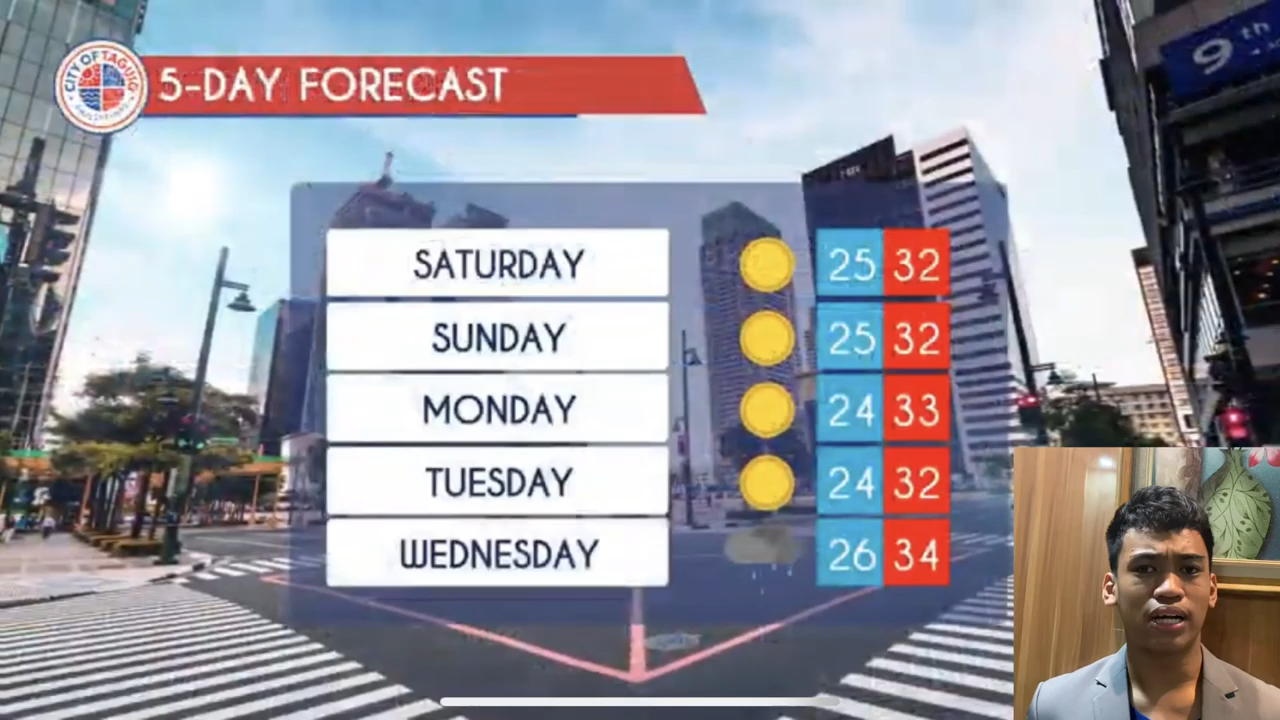 CITY OF TAGUIG
5-DAY FORECAST
9th
SATURDAY 25 32
SUNDAY 25 32
MONDAY 24 33
TUESDAY 24 32
WEDNESDAY 26 34